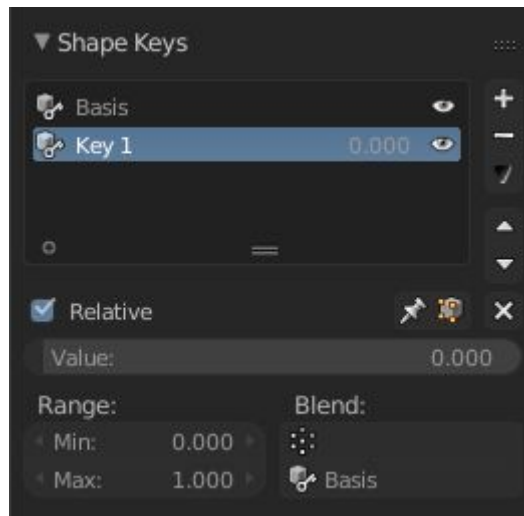 Shape Keys
Basis
Key 1 0.000
Relative
Value: 0.000
Range: Blend:
Min: 0.000
Max: 1.000 Basis